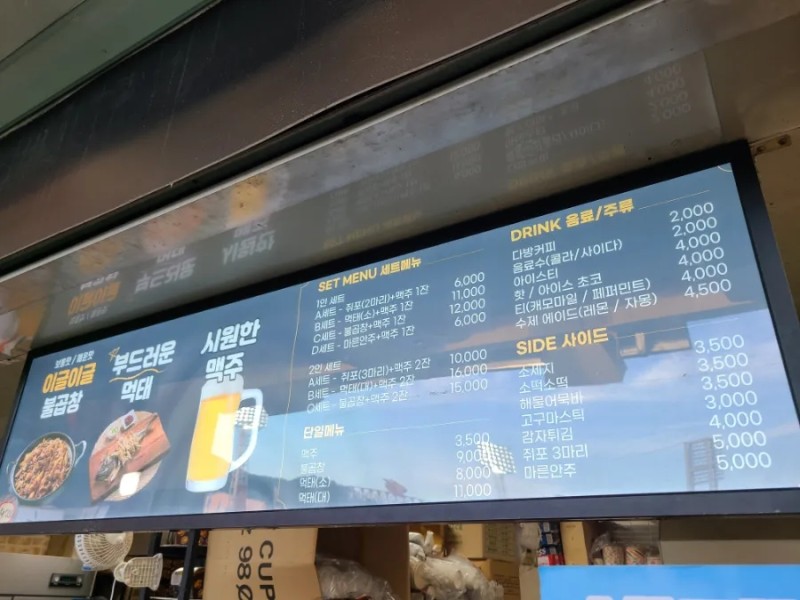 보통맛 / 매운맛
이글이글
불곱창
부드러운
먹태
시원한
맥주
SET MENU 세트메뉴
1인 세트
A세트 - 쥐포(2마리)+맥주 1잔 6,000
B세트 - 먹태(소)+맥주 1잔 11,000
C세트 - 불곱창+맥주 1잔 12,000
D세트 - 마른안주+맥주 1잔 6,000
2인 세트
A세트 - 쥐포(3마리)+맥주 2잔 10,000
B세트 - 먹태(대)+맥주 2잔 16,000
C세트 - 불곱창+맥주 2잔 15,000
단일메뉴
맥주 3,500
불곱창 9,000
먹태(소) 8,000
먹태(대) 11,000
DRINK 음료/주류
다방커피 2,000
음료수(콜라/사이다) 2,000
아이스티 4,000
핫 / 아이스 초코 4,000
티(캐모마일 / 페퍼민트) 4,000
수제 에이드(레몬 / 자몽) 4,500
SIDE 사이드
소세지 3,500
소떡소떡 3,500
해물어묵바 3,500
고구마스틱 3,000
감자튀김 4,000
쥐포 3마리 5,000
마른안주 5,000
CUP
98Ø